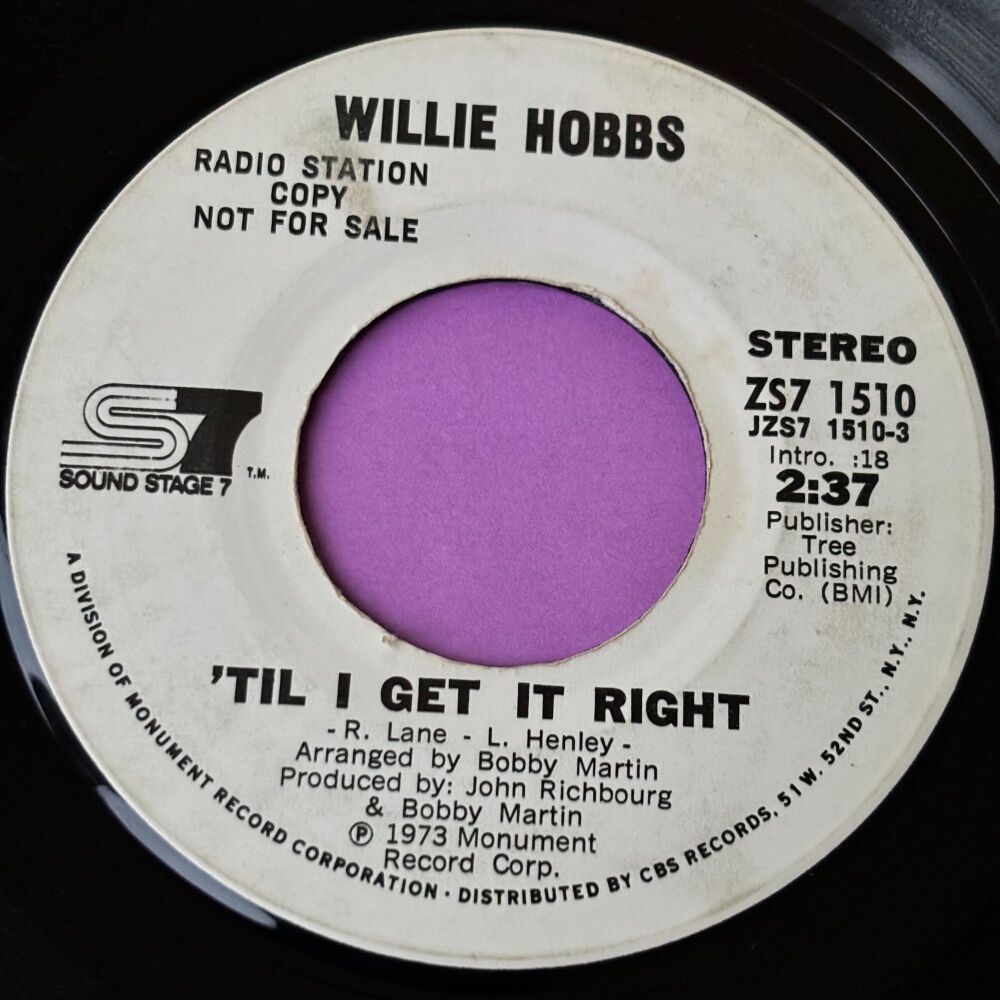 WILLIE HOBBS
RADIO STATION
COPY
NOT FOR SALE
S7
SOUND STAGE 7 T.M.
STEREO
ZS7 1510
JZS7 1510-3
Intro. :18
2:37
Publisher:
Tree
Publishing
Co. (BMI)
'TIL I GET IT RIGHT
- R. Lane - L. Henley -
Arranged by Bobby Martin
Produced by: John Richbourg
& Bobby Martin
℗ 1973 Monument
Record Corp.
A DIVISION OF MONUMENT RECORD CORPORATION · DISTRIBUTED BY CBS RECORDS, 51 W. 52ND ST., N.Y., N.Y.